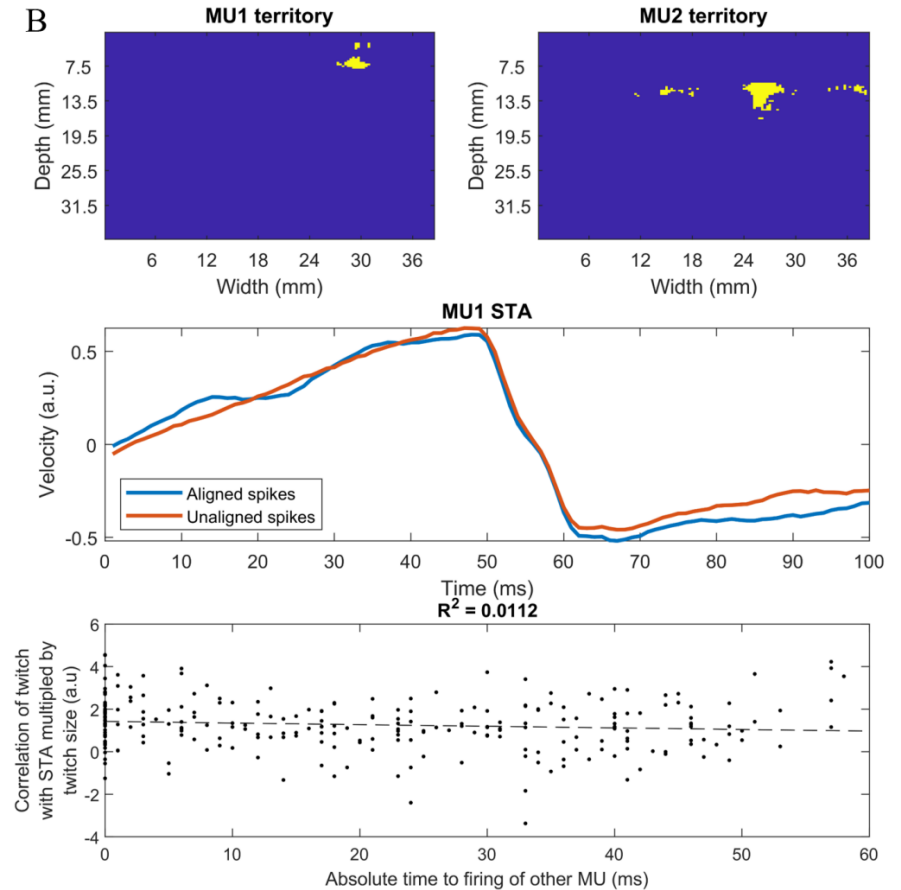 B
MU1 territory
MU2 territory
Depth (mm)
7.5
13.5
19.5
25.5
31.5
6 12 18 24 30 36
Width (mm)
Depth (mm)
7.5
13.5
19.5
25.5
31.5
6 12 18 24 30 36
Width (mm)
MU1 STA
Velocity (a.u.)
0.5
0
-0.5
Aligned spikes
Unaligned spikes
0 10 20 30 40 50 60 70 80 90 100
Time (ms)
R² = 0.0112
Correlation of twitch
with STA multipled by
twitch size (a.u)
6
4
2
0
-2
-4
0 10 20 30 40 50 60
Absolute time to firing of other MU (ms)